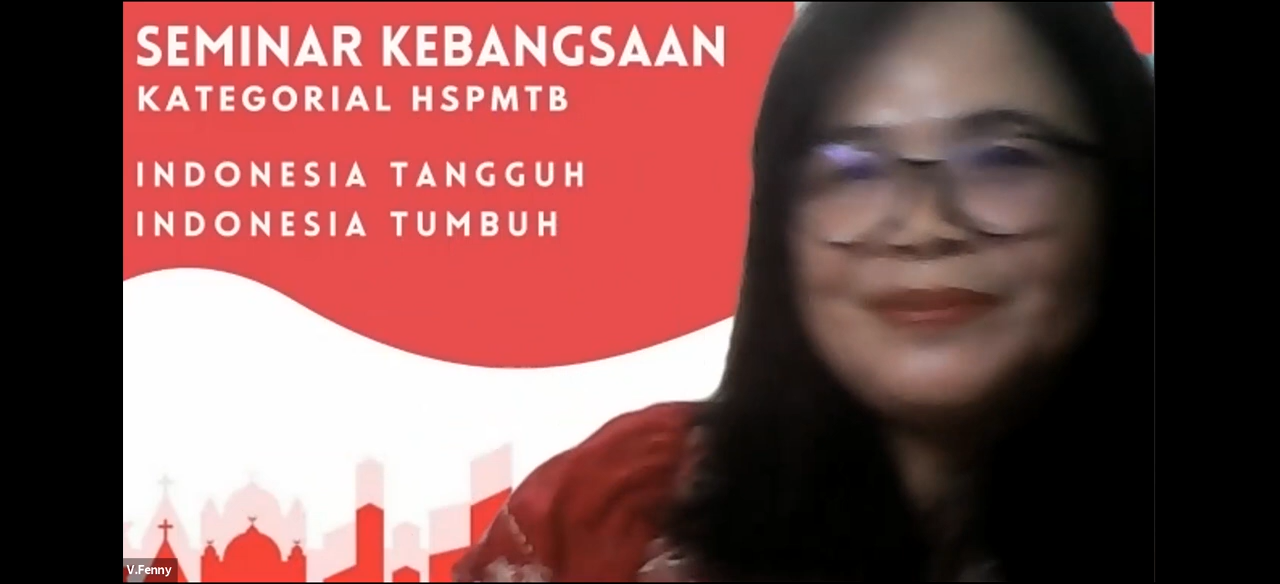 SEMINAR KEBANGSAAN
KATEGORIAL HSPMTB
INDONESIA TANGGUH
INDONESIA TUMBUH
V.Fenny